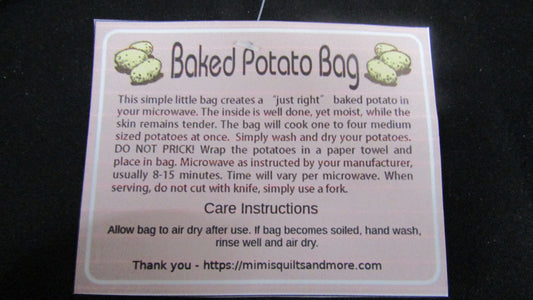 Baked Potato Bag
This simple little bag creates a "just right" baked potato in
your microwave. The inside is well done, yet moist, while the
skin remains tender. The bag will cook one to four medium
sized potatoes at once. Simply wash and dry your potatoes.
DO NOT PRICK! Wrap the potatoes in a paper towel and
place in bag. Microwave as instructed by your manufacturer,
usually 8-15 minutes. Time will vary per microwave. When
serving, do not cut with knife, simply use a fork.
Care Instructions
Allow bag to air dry after use. If bag becomes soiled, hand wash,
rinse well and air dry.
Thank you - https://mimisquiltsandmore.com